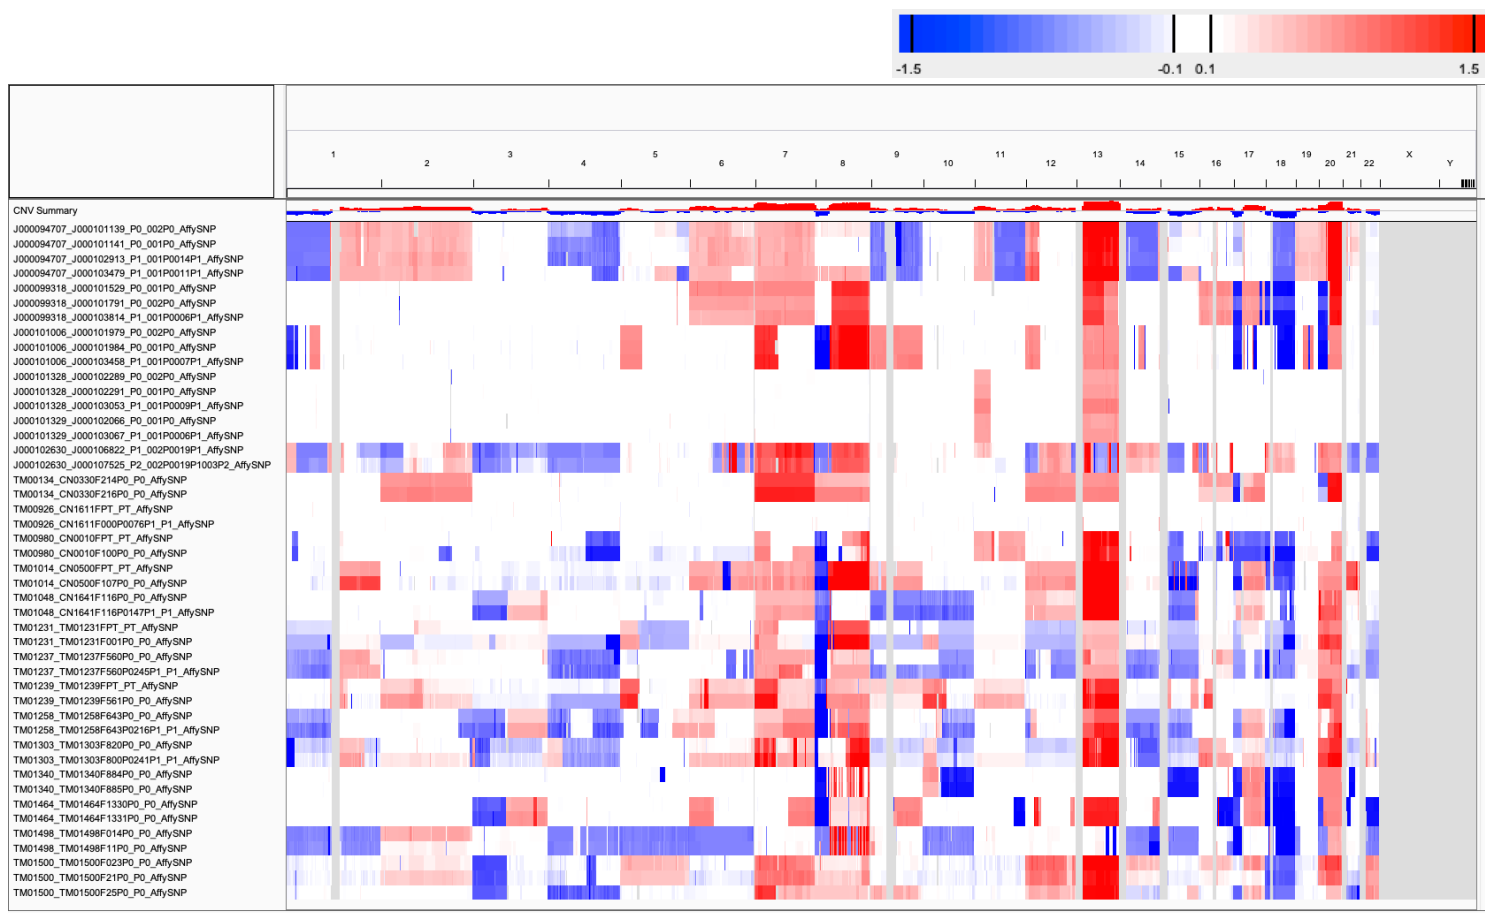 -1.5 -0.1 0.1 1.5
1 2 3 4 5 6 7 8 9 10 11 12 13 14 15 16 17 18 19 20 21 22 X Y
CNV Summary
J000094707_J000101139_P0_002P0_AffySNP
J000094707_J000101141_P0_001P0_AffySNP
J000094707_J000102913_P1_001P0014P1_AffySNP
J000094707_J000103479_P1_001P0011P1_AffySNP
J000099318_J000101529_P0_001P0_AffySNP
J000099318_J000101791_P0_002P0_AffySNP
J000099318_J000103814_P1_001P0006P1_AffySNP
J000101006_J000101979_P0_002P0_AffySNP
J000101006_J000101984_P0_001P0_AffySNP
J000101006_J000103458_P1_001P0007P1_AffySNP
J000101328_J000102289_P0_002P0_AffySNP
J000101328_J000102291_P0_001P0_AffySNP
J000101328_J000103053_P1_001P0009P1_AffySNP
J000101329_J000102066_P0_001P0_AffySNP
J000101329_J000103067_P1_001P0006P1_AffySNP
J000102630_J000106822_P1_002P0019P1_AffySNP
J000102630_J000107525_P2_002P0019P1003P2_AffySNP
TM00134_CN0330F214P0_P0_AffySNP
TM00134_CN0330F216P0_P0_AffySNP
TM00926_CN1611FPT_PT_AffySNP
TM00926_CN1611F000P0076P1_P1_AffySNP
TM00980_CN0010FPT_PT_AffySNP
TM00980_CN0010F100P0_P0_AffySNP
TM01014_CN0500FPT_PT_AffySNP
TM01014_CN0500F107P0_P0_AffySNP
TM01048_CN1641F116P0_P0_AffySNP
TM01048_CN1641F116P0147P1_P1_AffySNP
TM01231_TM01231FPT_PT_AffySNP
TM01231_TM01231F001P0_P0_AffySNP
TM01237_TM01237F560P0_P0_AffySNP
TM01237_TM01237F560P0245P1_P1_AffySNP
TM01239_TM01239FPT_PT_AffySNP
TM01239_TM01239F561P0_P0_AffySNP
TM01258_TM01258F643P0_P0_AffySNP
TM01258_TM01258F643P0216P1_P1_AffySNP
TM01303_TM01303F820P0_P0_AffySNP
TM01303_TM01303F800P0241P1_P1_AffySNP
TM01340_TM01340F884P0_P0_AffySNP
TM01340_TM01340F885P0_P0_AffySNP
TM01464_TM01464F1330P0_P0_AffySNP
TM01464_TM01464F1331P0_P0_AffySNP
TM01498_TM01498F014P0_P0_AffySNP
TM01498_TM01498F11P0_P0_AffySNP
TM01500_TM01500F023P0_P0_AffySNP
TM01500_TM01500F21P0_P0_AffySNP
TM01500_TM01500F25P0_P0_AffySNP